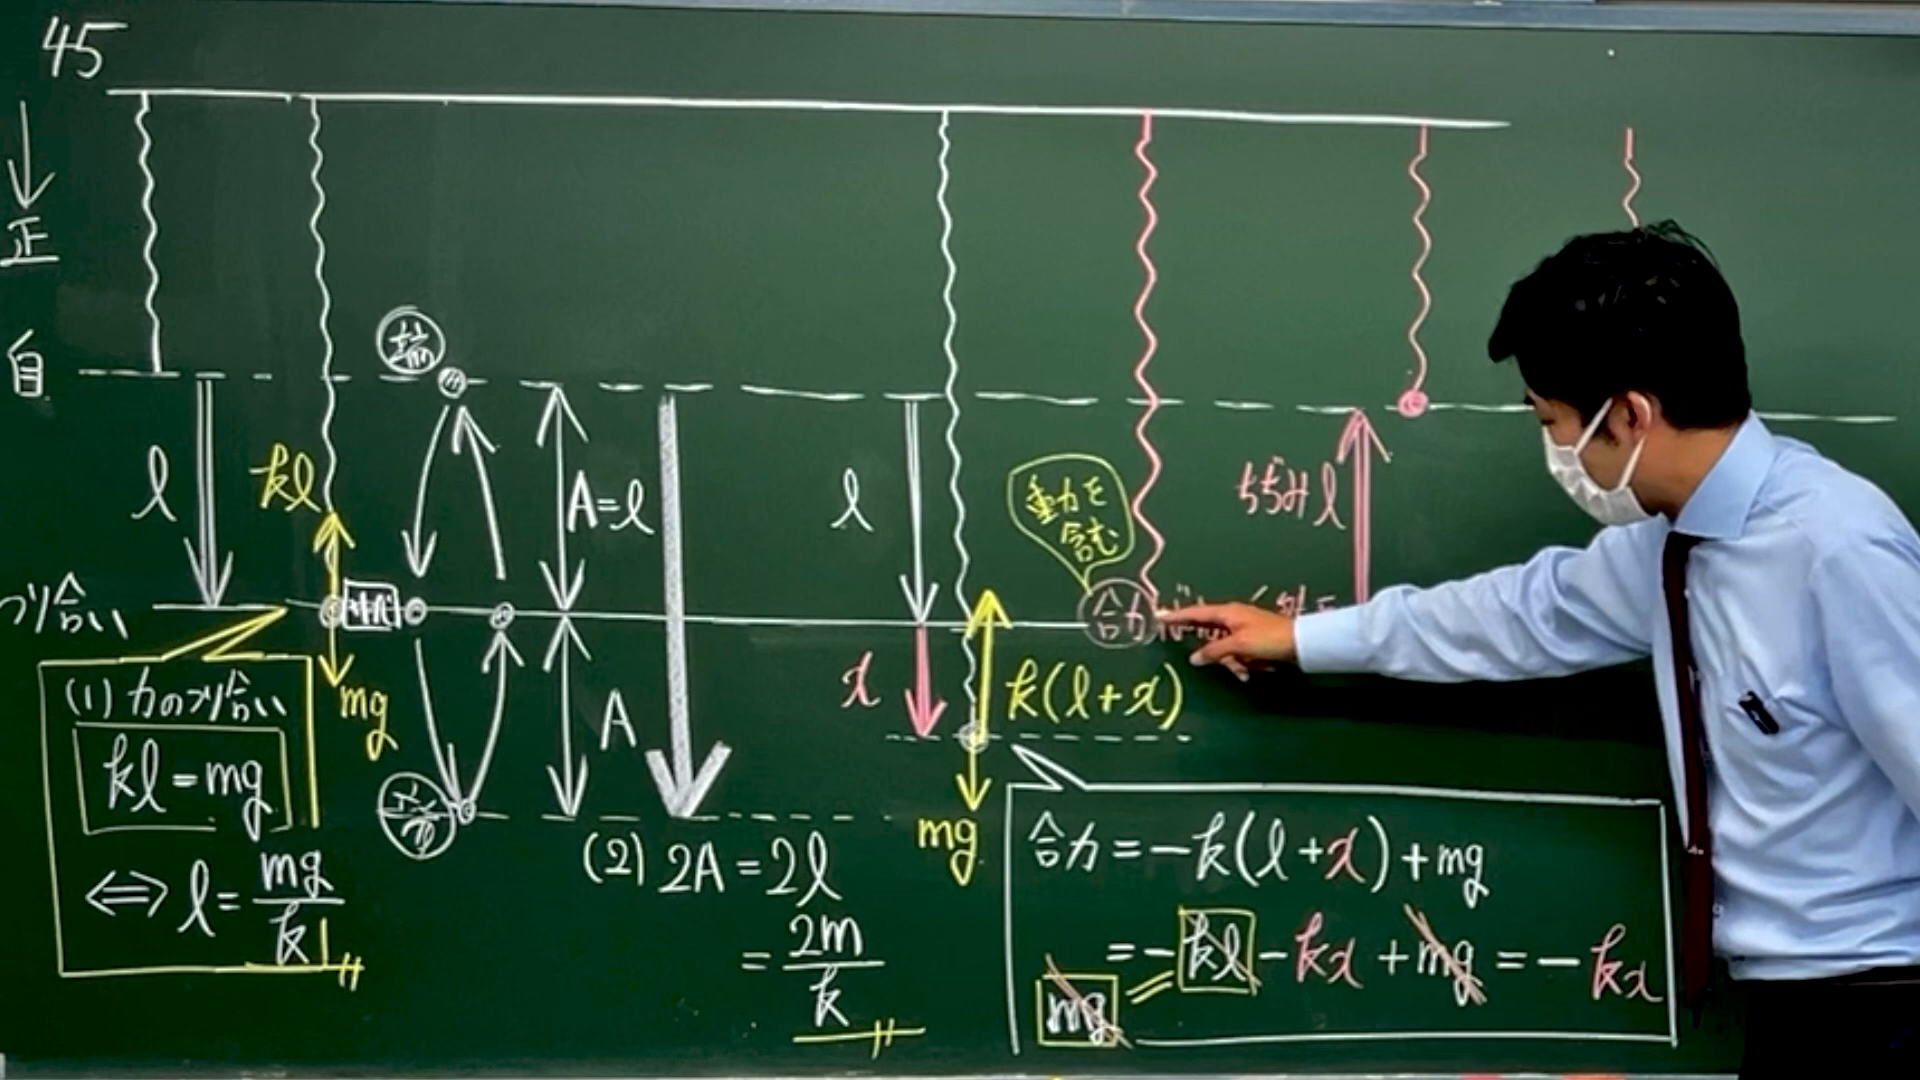 45
正
自
l
kl
つり合い
mg
(1) 力のつり合い
kl=mg
⇔ l=mg/k
端
A=l
A
(2) 2A=2l
=2m/k
l
x
k(l+x)
mg
重力を
含む
合力
ちぢみl
合力=-k(l+x)+mg
=-kl-kx+mg=-kx
mg